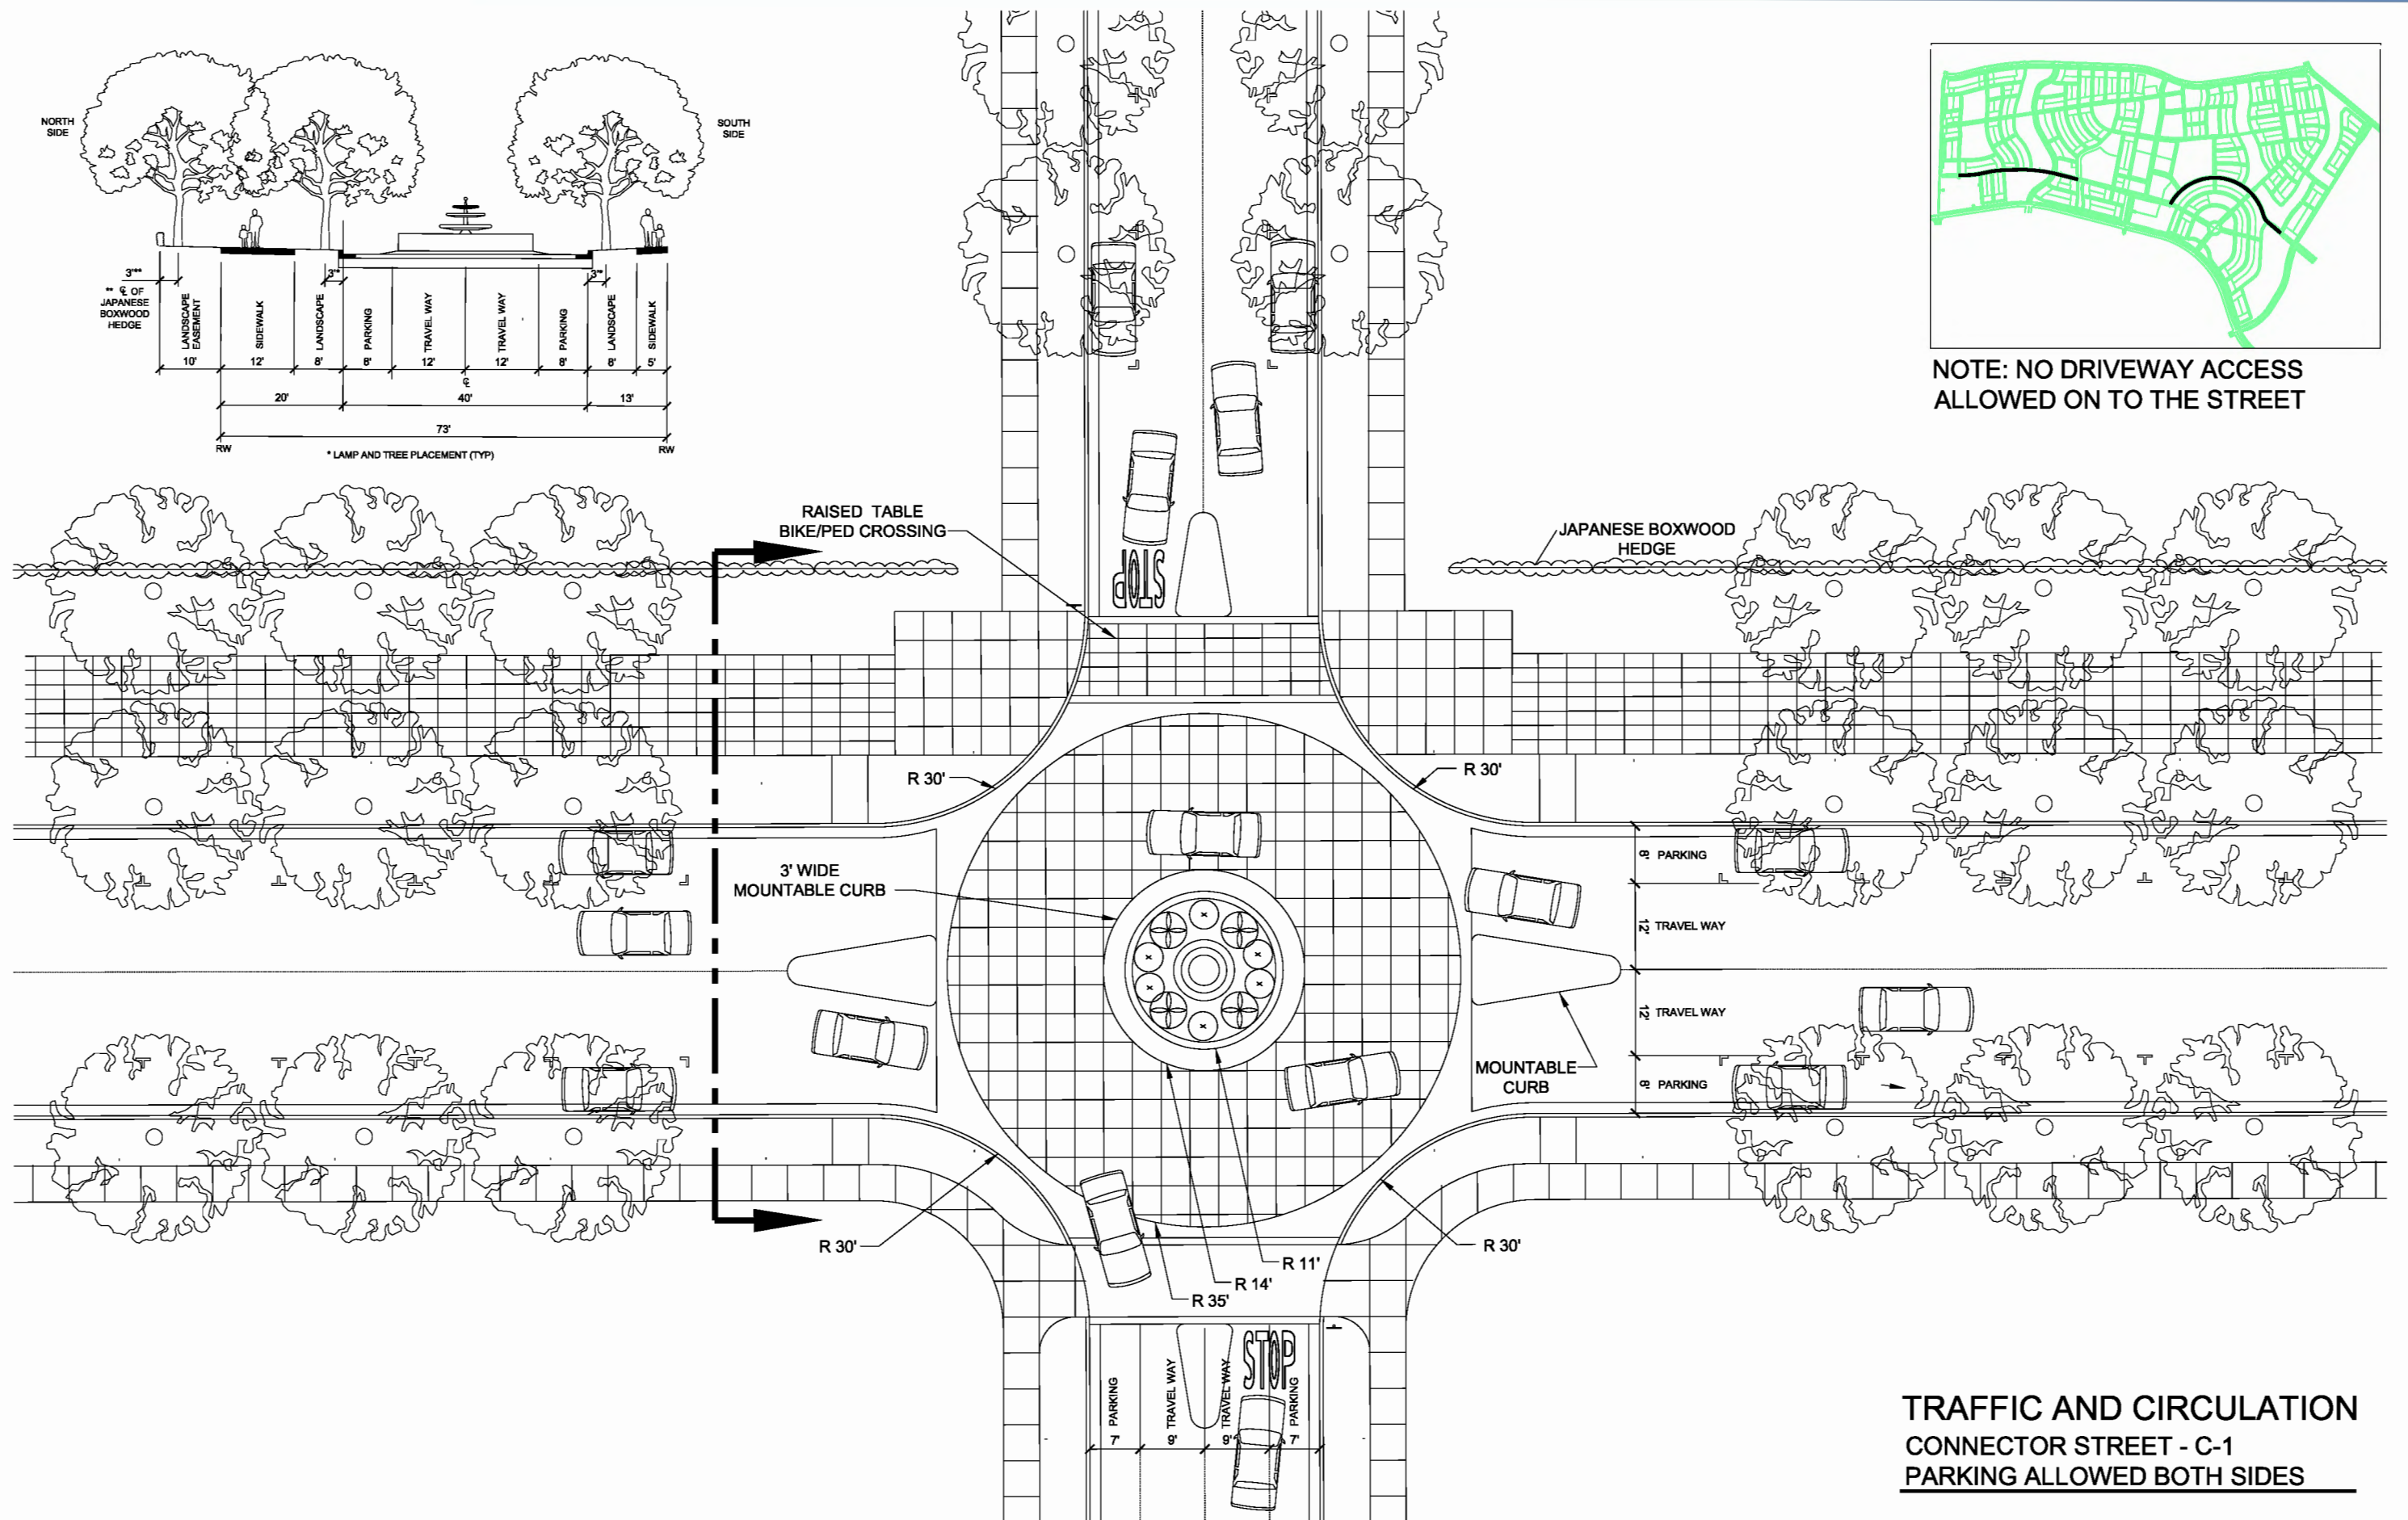 NORTH
SIDE
SOUTH
SIDE
3'**
** ℄ OF
JAPANESE
BOXWOOD
HEDGE
3'*
3'*
LANDSCAPE
EASEMENT
SIDEWALK
LANDSCAPE
PARKING
TRAVEL WAY
TRAVEL WAY
PARKING
LANDSCAPE
SIDEWALK
10'
12'
8'
8'
12'
12'
8'
8'
5'
℄
20'
40'
13'
73'
RW
RW
* LAMP AND TREE PLACEMENT (TYP)
NOTE: NO DRIVEWAY ACCESS
ALLOWED ON TO THE STREET
RAISED TABLE
BIKE/PED CROSSING
JAPANESE BOXWOOD
HEDGE
STOP
R 30'
R 30'
3' WIDE
MOUNTABLE CURB
8' PARKING
12' TRAVEL WAY
12' TRAVEL WAY
8' PARKING
MOUNTABLE
CURB
R 30'
R 30'
R 11'
R 14'
R 35'
STOP
PARKING
TRAVEL WAY
TRAVEL WAY
PARKING
7'
9'
9'
7'
TRAFFIC AND CIRCULATION
CONNECTOR STREET - C-1
PARKING ALLOWED BOTH SIDES